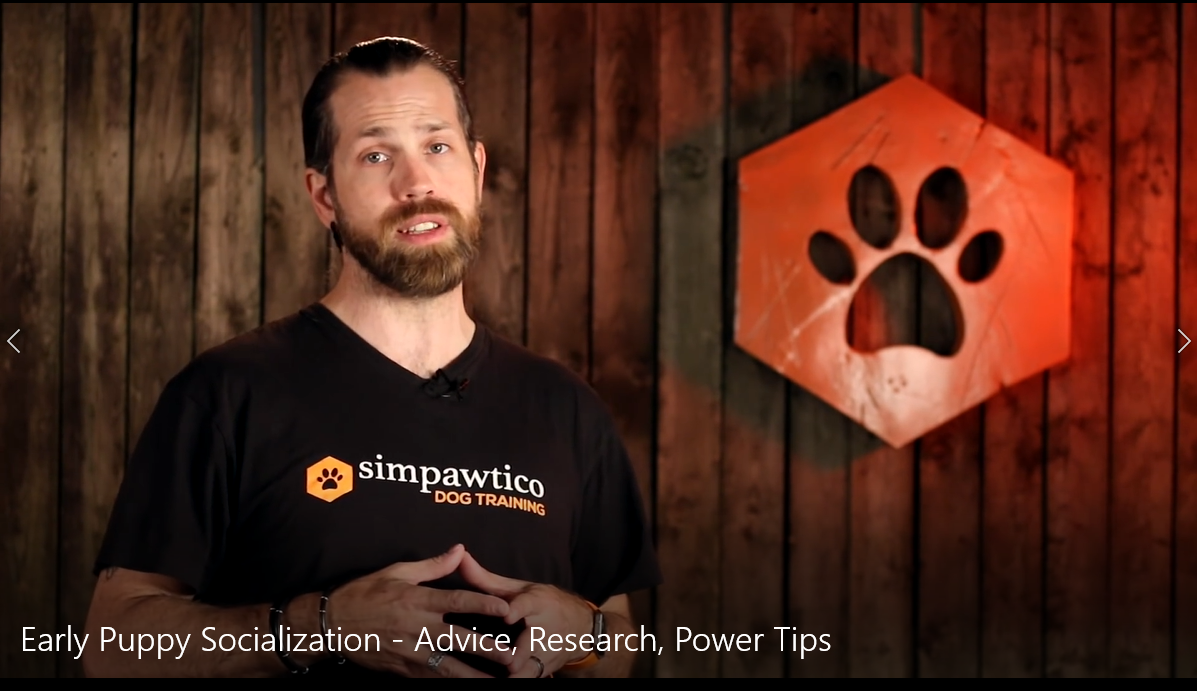 simpawtico
DOG TRAINING
Early Puppy Socialization - Advice, Research, Power Tips